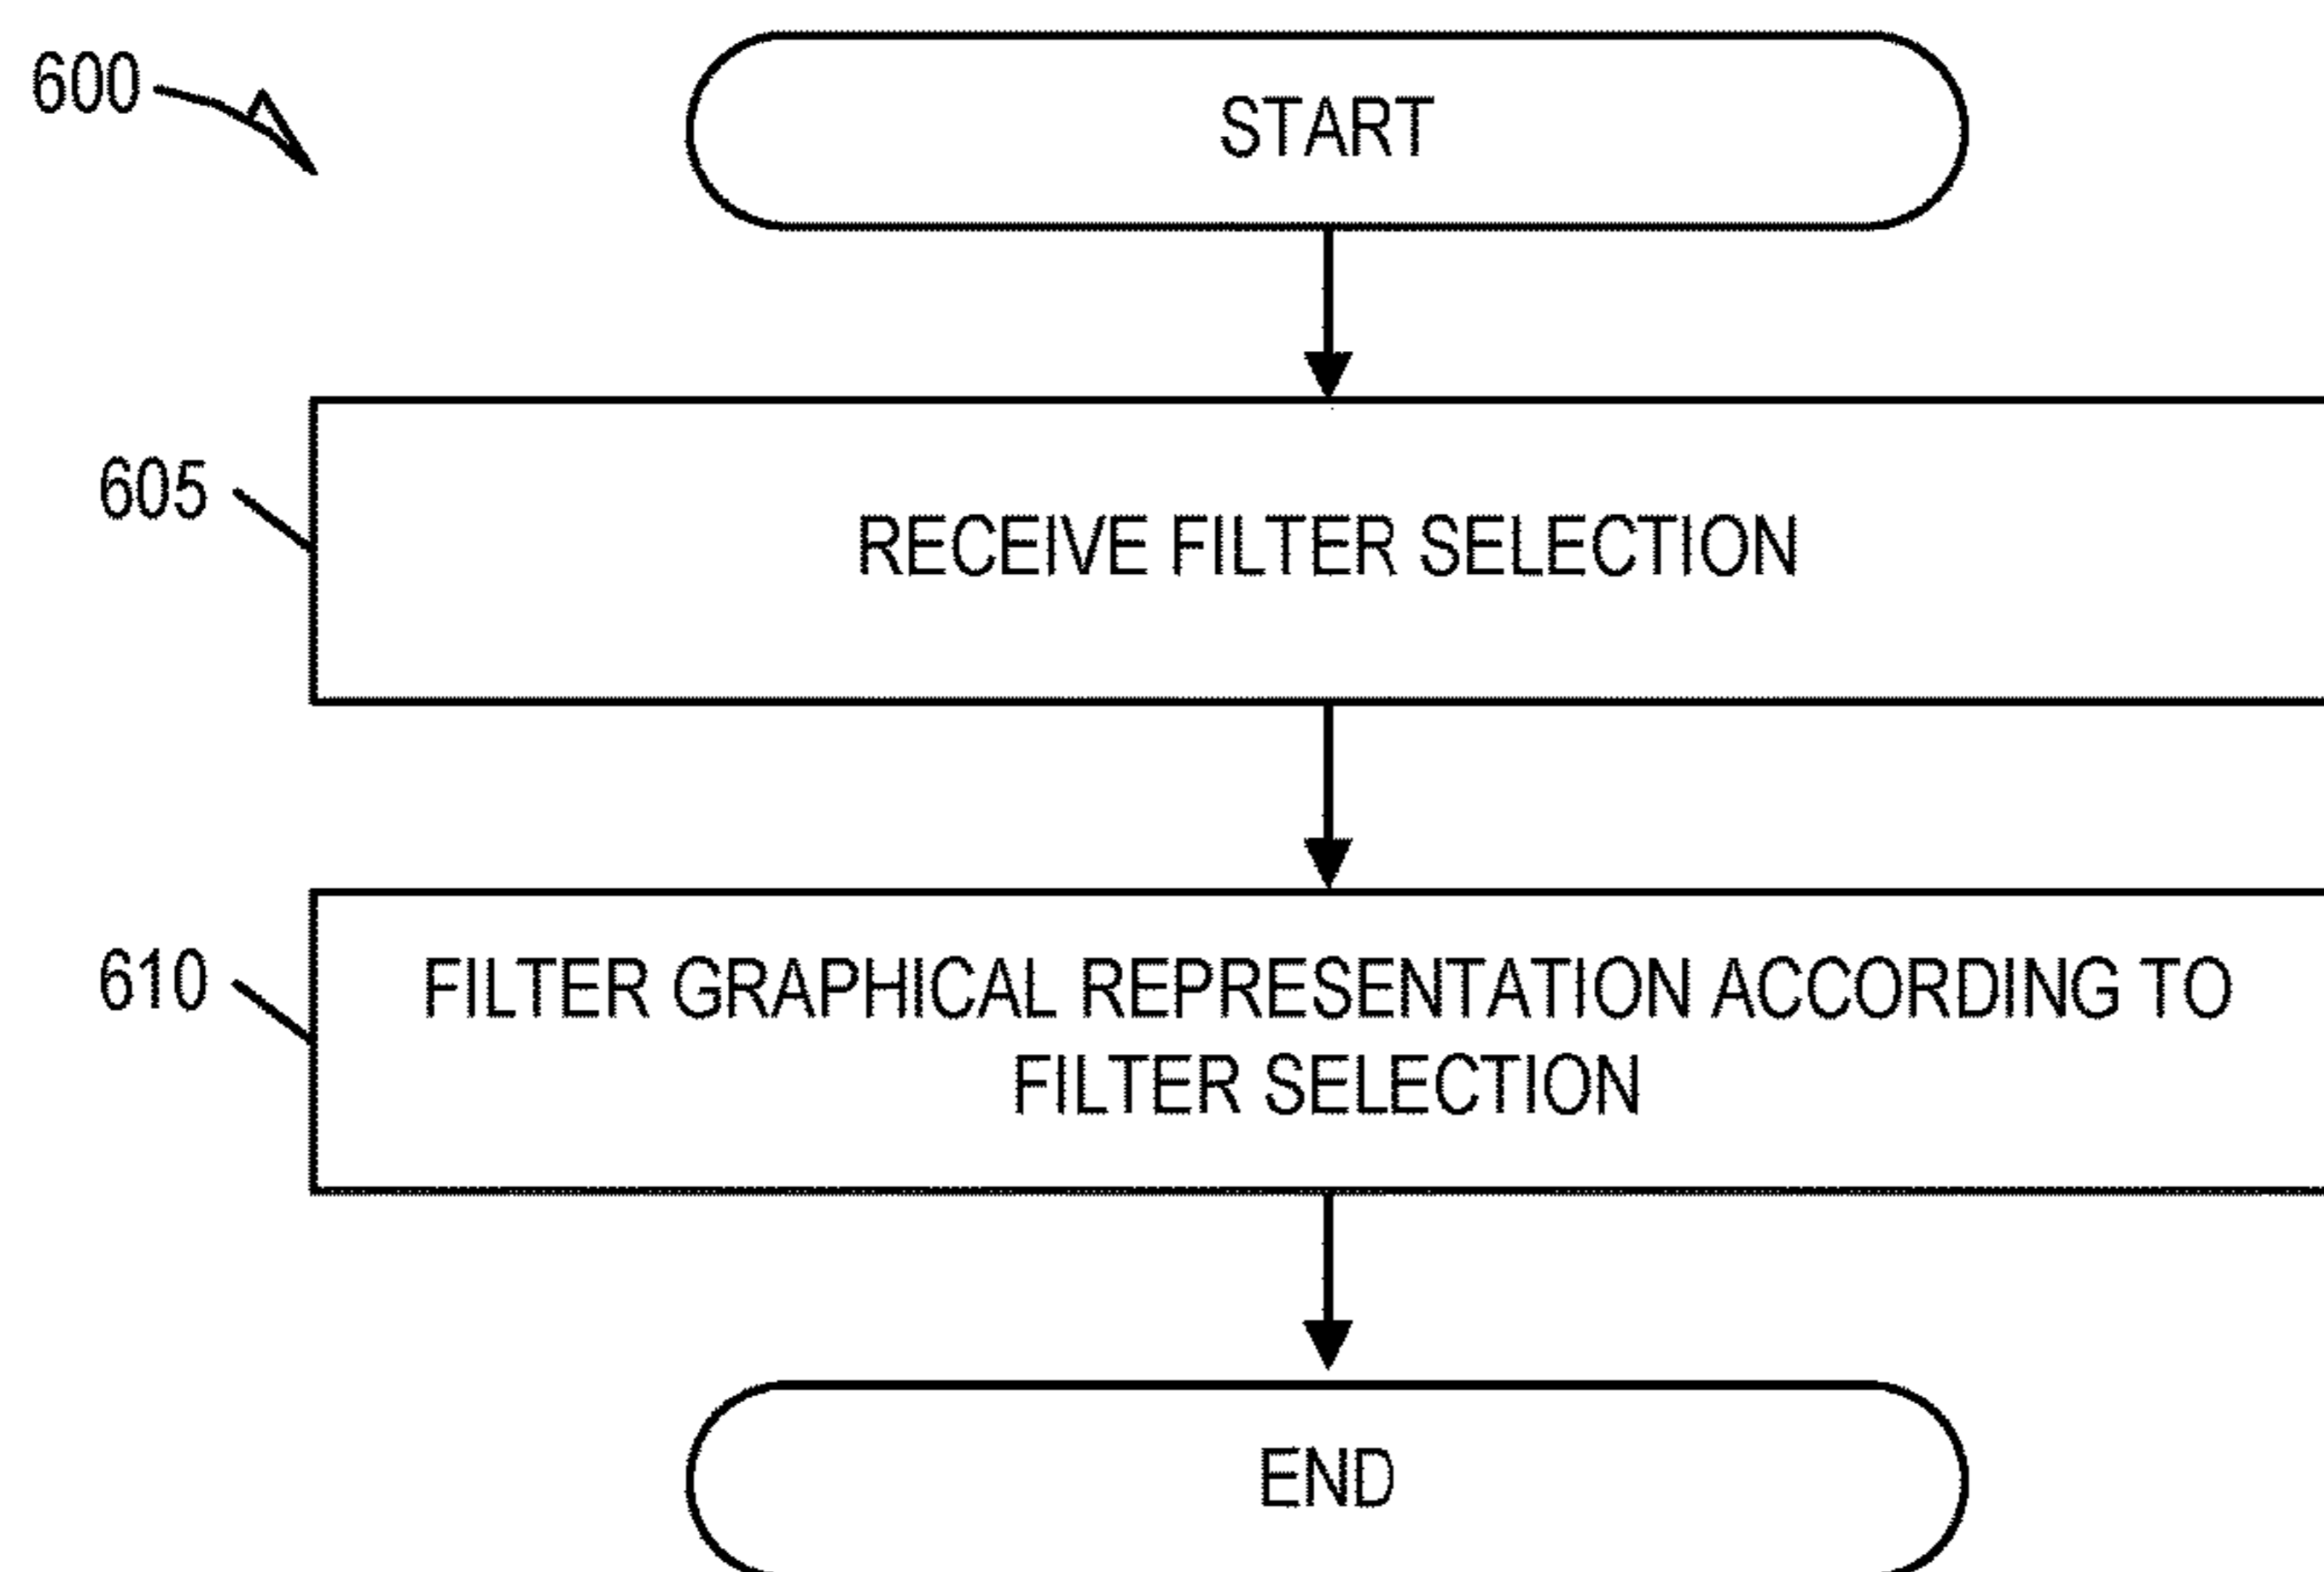 600
START
605
RECEIVE FILTER SELECTION
610
FILTER GRAPHICAL REPRESENTATION ACCORDING TO
FILTER SELECTION
END